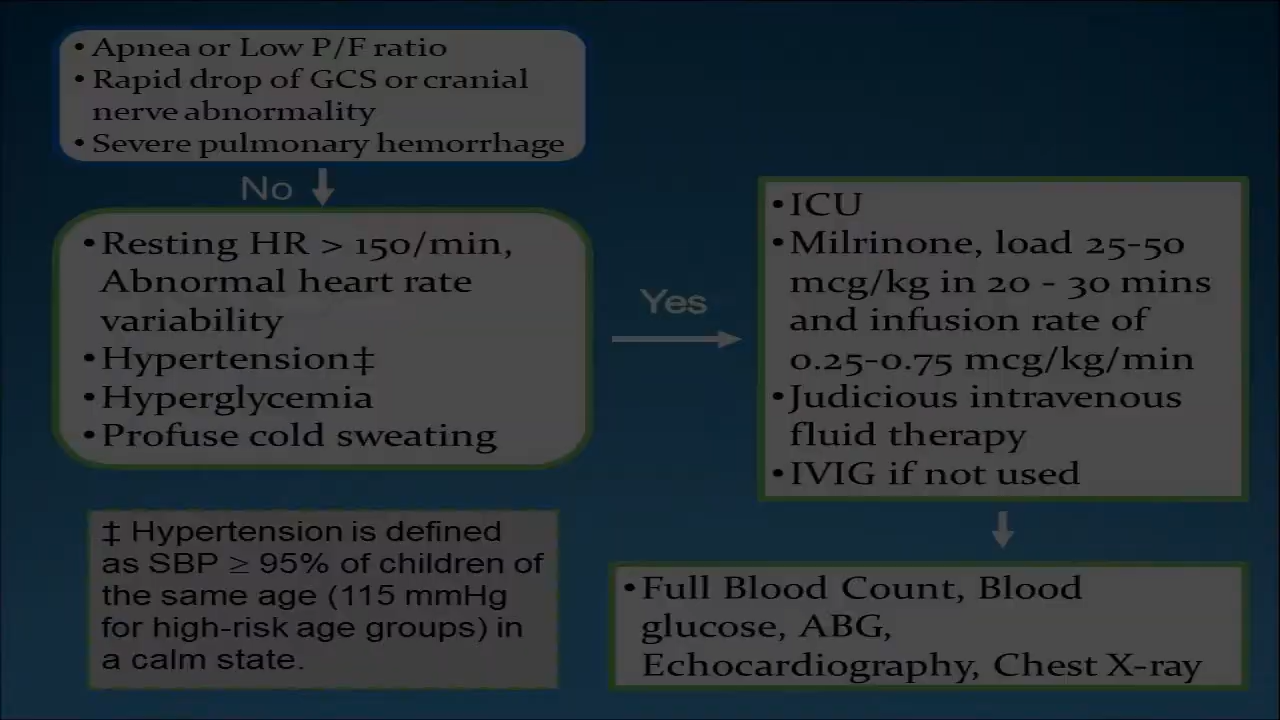 • Apnea or Low P/F ratio
• Rapid drop of GCS or cranial
nerve abnormality
• Severe pulmonary hemorrhage
No
• Resting HR > 150/min,
Abnormal heart rate
variability
• Hypertension‡
• Hyperglycemia
• Profuse cold sweating
Yes
• ICU
• Milrinone, load 25-50
mcg/kg in 20 - 30 mins
and infusion rate of
0.25-0.75 mcg/kg/min
• Judicious intravenous
fluid therapy
• IVIG if not used
‡ Hypertension is defined
as SBP ≥ 95% of children of
the same age (115 mmHg
for high-risk age groups) in
a calm state.
• Full Blood Count, Blood
glucose, ABG,
Echocardiography, Chest X-ray